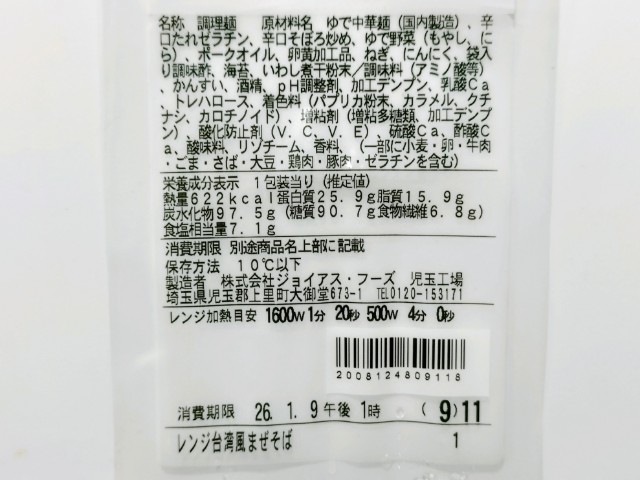 名称 調理麺 原材料名 ゆで中華麺(国内製造)、辛
口たれゼラチン、辛口そぼろ炒め、ゆで野菜(もやし、に
ら)、ポークオイル、卵黄加工品、ねぎ、にんにく、袋入
り調味酢、海苔、いわし煮干粉末/調味料(アミノ酸等)
、かんすい、酒精、pH調整剤、加工デンプン、乳酸Ca
、トレハロース、着色料(パプリカ粉末、カラメル、クチ
ナシ、カロチノイド)、増粘剤(増粘多糖類、加工デンプ
ン)、酸化防止剤(V.C、V.E)、硫酸Ca、酢酸C
a、酸味料、リゾチーム、香料、(一部に小麦・卵・牛肉
・ごま・さば・大豆・鶏肉・豚肉・ゼラチンを含む)
栄養成分表示 1包装当り(推定値)
熱量622kcal蛋白質25.9g脂質15.9g
炭水化物97.5g(糖質90.7g食物繊維6.8g)
食塩相当量7.1g
消費期限 別途商品名上部に記載
保存方法 10℃以下
製造者 株式会社ジョイアス・フーズ 児玉工場
埼玉県児玉郡上里町大御堂673-1 TEL0120-153171
レンジ加熱目安 1600W 1分 20秒 500W 4分 0秒
2008124809118
消費期限 26.1.9午後1時 (9)11
レンジ台湾風まぜそば 1